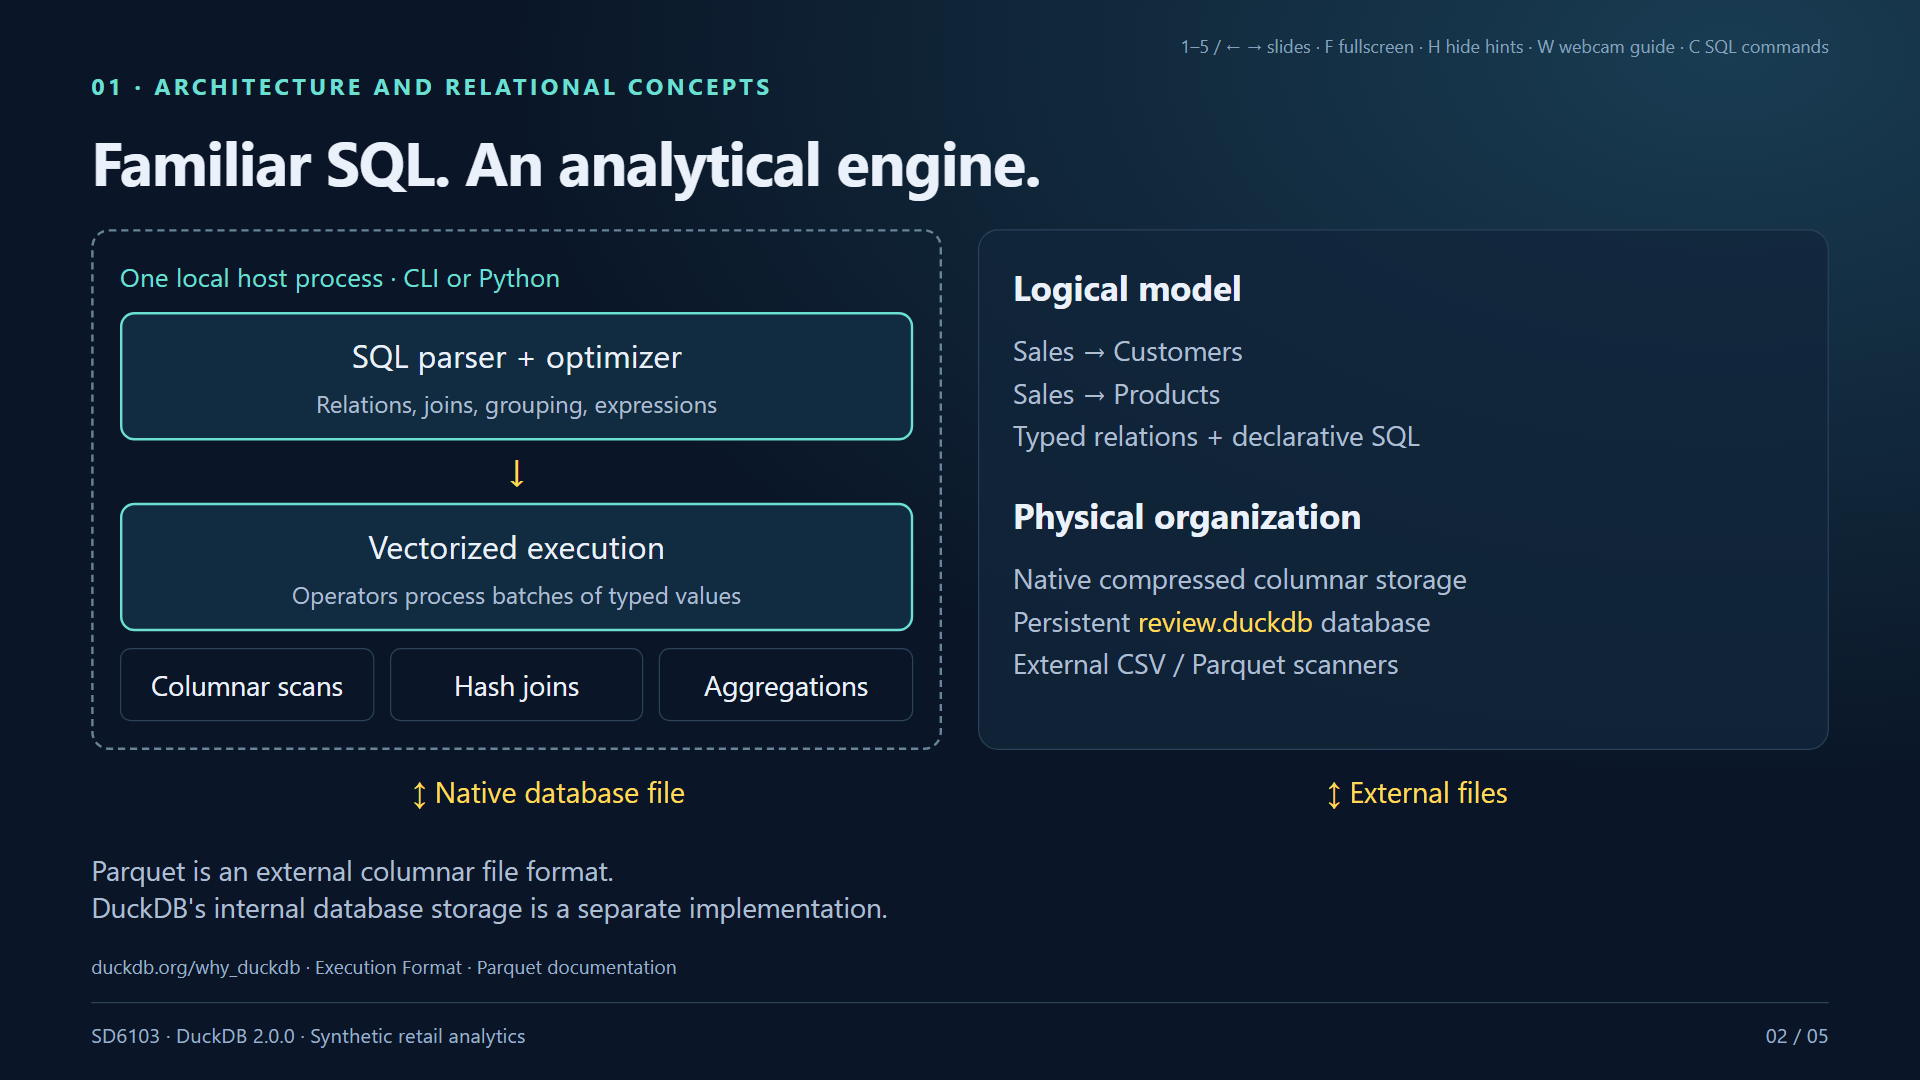 1–5 / ← → slides · F fullscreen · H hide hints · W webcam guide · C SQL commands
01 · ARCHITECTURE AND RELATIONAL CONCEPTS
Familiar SQL. An analytical engine.
One local host process · CLI or Python
SQL parser + optimizer
Relations, joins, grouping, expressions
↓
Vectorized execution
Operators process batches of typed values
Columnar scans
Hash joins
Aggregations
Logical model
Sales → Customers
Sales → Products
Typed relations + declarative SQL
Physical organization
Native compressed columnar storage
Persistent review.duckdb database
External CSV / Parquet scanners
↕ Native database file
↕ External files
Parquet is an external columnar file format.
DuckDB's internal database storage is a separate implementation.
duckdb.org/why_duckdb · Execution Format · Parquet documentation
SD6103 · DuckDB 2.0.0 · Synthetic retail analytics
02 / 05